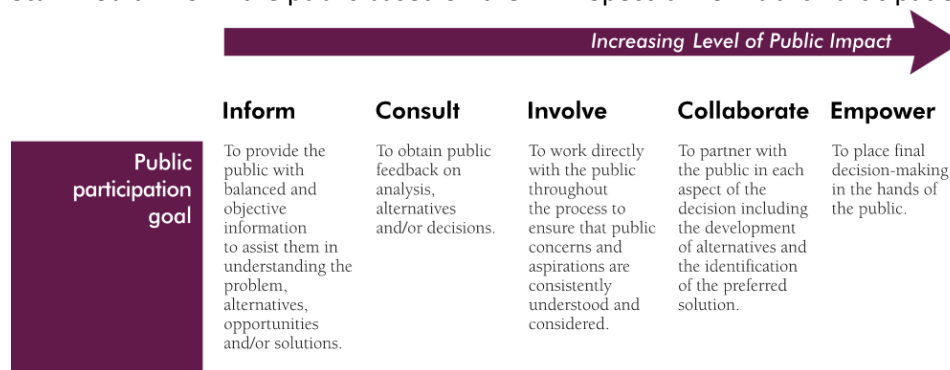 Increasing Level of Public Impact
Inform
Consult
Involve
Collaborate
Empower
Public
participation
goal
To provide the
public with
balanced and
objective
information
to assist them in
understanding the
problem,
alternatives,
opportunities
and/or solutions.
To obtain public
feedback on
analysis,
alternatives
and/or decisions.
To work directly
with the public
throughout
the process to
ensure that public
concerns and
aspirations are
consistently
understood and
considered.
To partner with
the public in each
aspect of the
decision including
the development
of alternatives and
the identification
of the preferred
solution.
To place final
decision-making
in the hands of
the public.